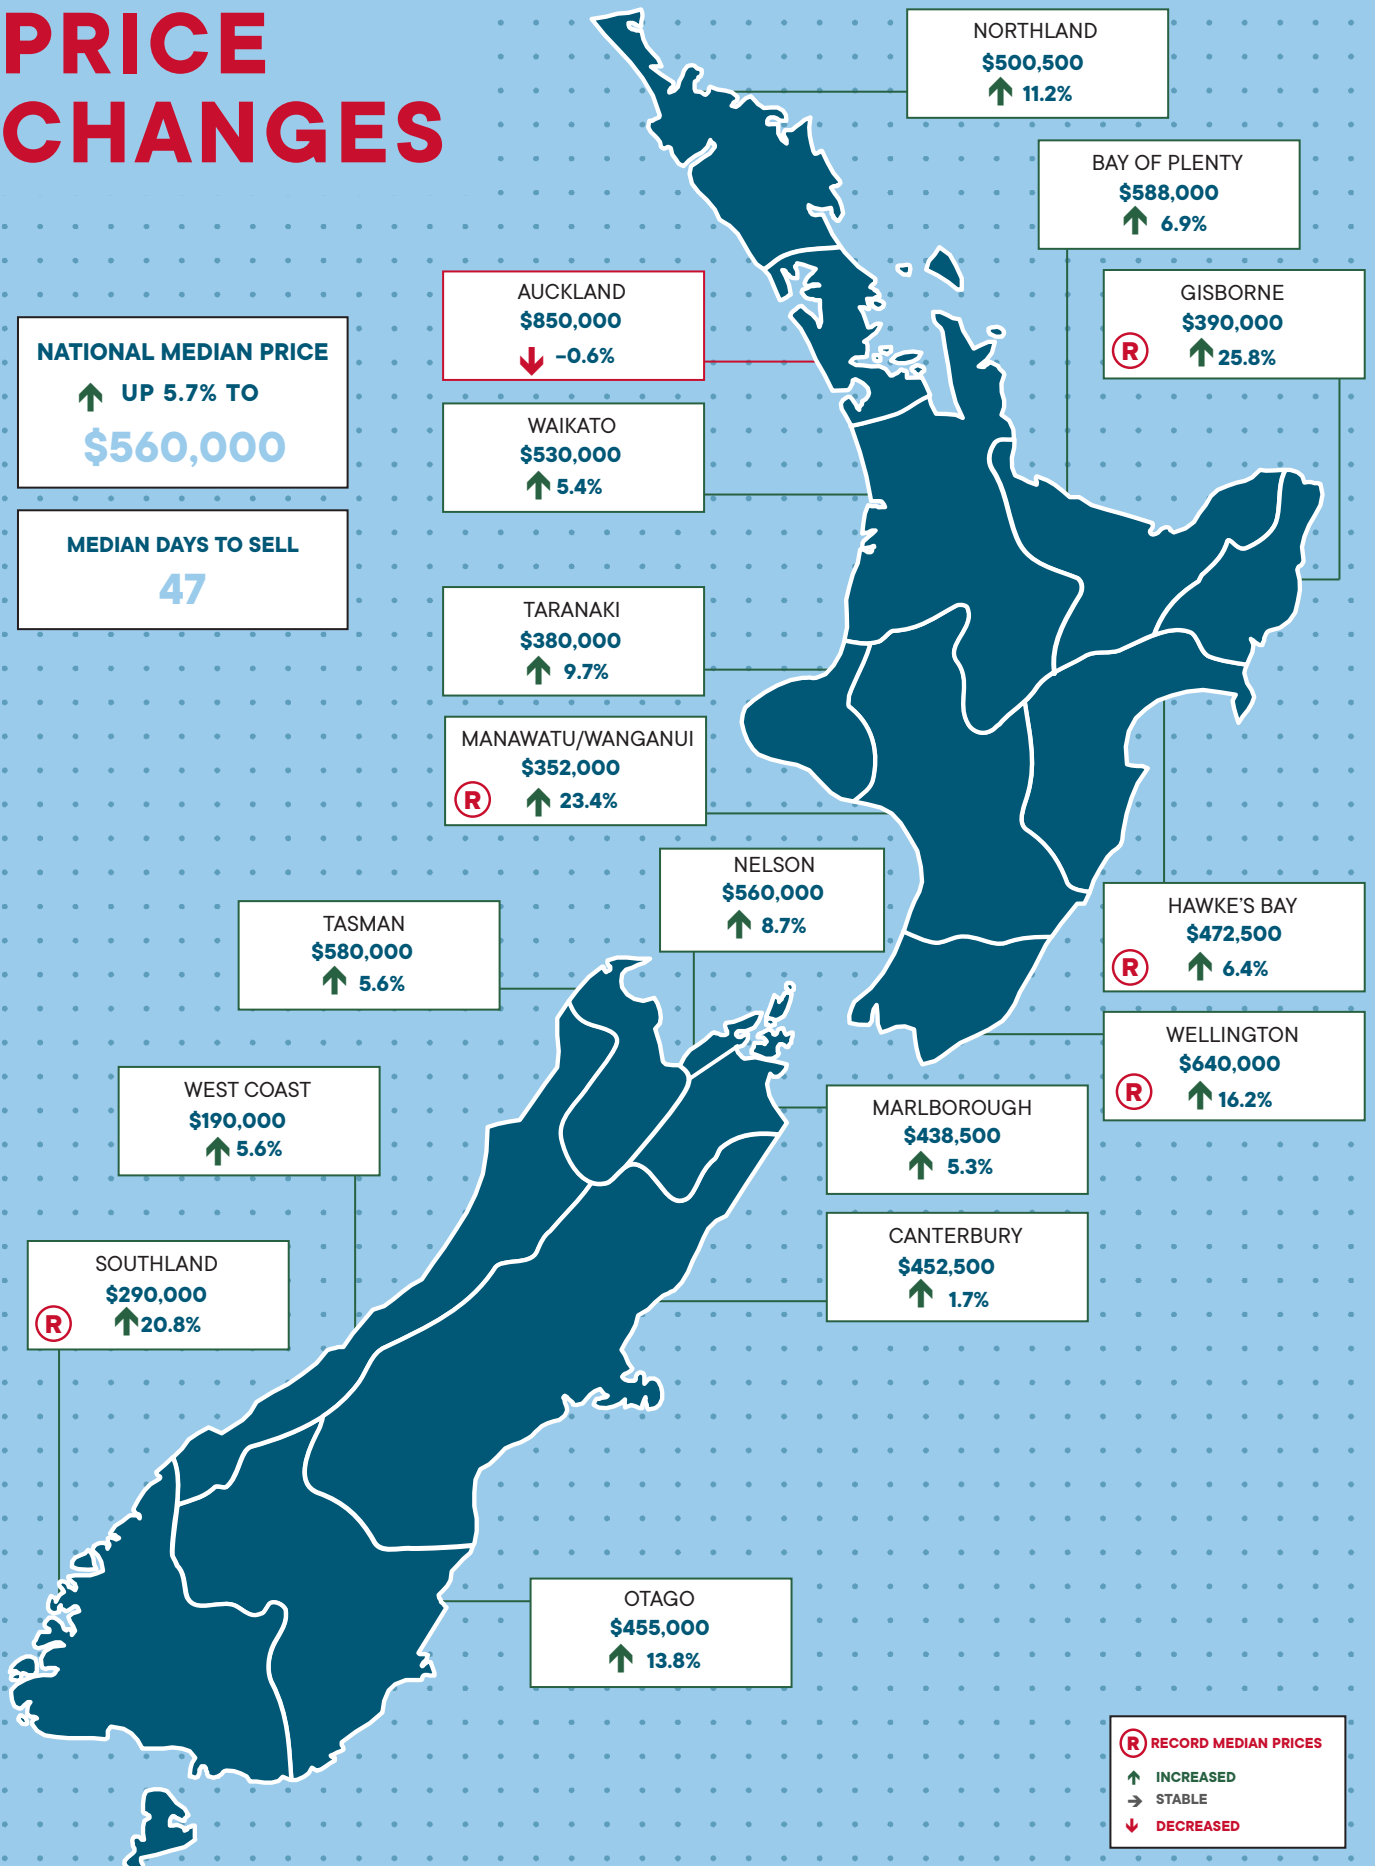 PRICE
CHANGES
NATIONAL MEDIAN PRICE
UP 5.7% TO
$560,000
MEDIAN DAYS TO SELL
47
NORTHLAND
$500,500
11.2%
BAY OF PLENTY
$588,000
6.9%
GISBORNE
$390,000
R
25.8%
AUCKLAND
$850,000
-0.6%
WAIKATO
$530,000
5.4%
TARANAKI
$380,000
9.7%
MANAWATU/WANGANUI
$352,000
R
23.4%
NELSON
$560,000
8.7%
TASMAN
$580,000
5.6%
HAWKE'S BAY
$472,500
R
6.4%
WELLINGTON
$640,000
R
16.2%
WEST COAST
$190,000
5.6%
MARLBOROUGH
$438,500
5.3%
CANTERBURY
$452,500
1.7%
SOUTHLAND
$290,000
R
20.8%
OTAGO
$455,000
13.8%
R RECORD MEDIAN PRICES
INCREASED
STABLE
DECREASED